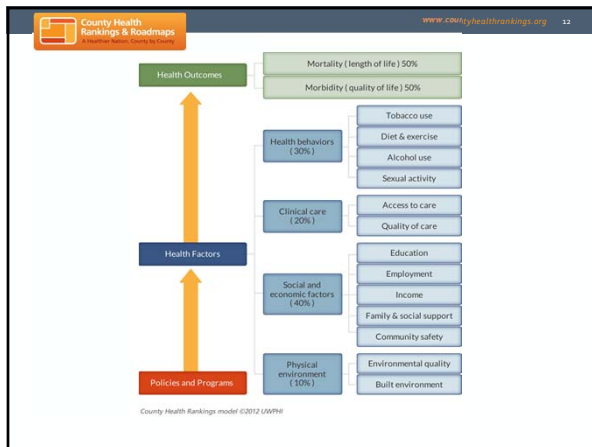 County Health
Rankings & Roadmaps
A Healthier Nation, County by County
www.countyhealthrankings.org 12
Health Outcomes
Mortality (length of life) 50%
Morbidity (quality of life) 50%
Health Factors
Health behaviors
(30%)
Tobacco use
Diet & exercise
Alcohol use
Sexual activity
Clinical care
(20%)
Access to care
Quality of care
Social and
economic factors
(40%)
Education
Employment
Income
Family & social support
Community safety
Physical
environment
(10%)
Environmental quality
Built environment
Policies and Programs
County Health Rankings model ©2012 UWPHI